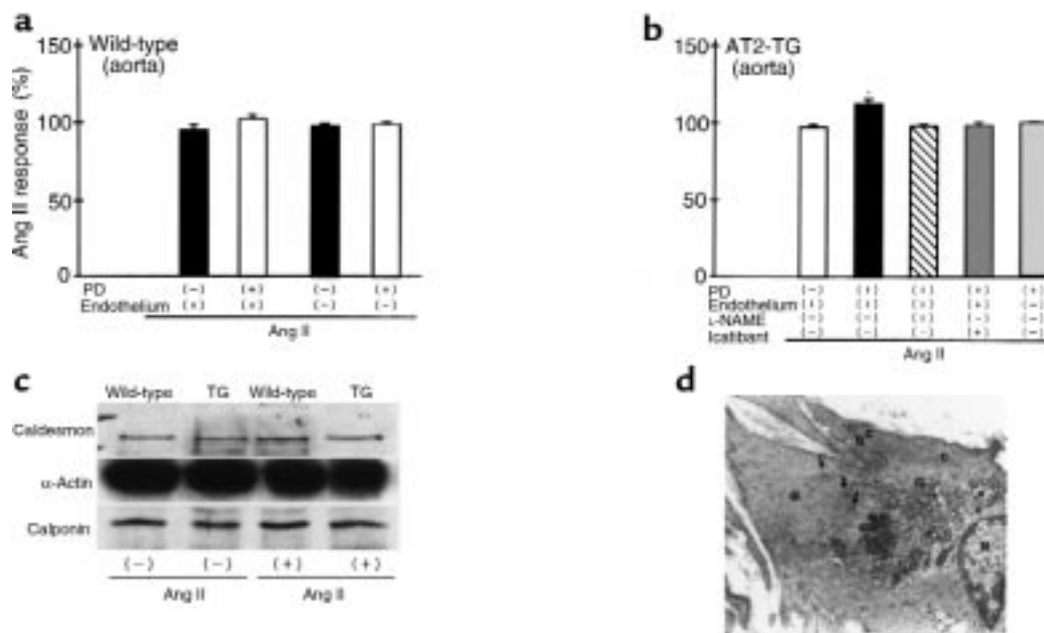 a
Wild-type
(aorta)
150
100
50
0
Ang II response (%)
PD (−) (+) (−) (+)
Endothelium (+) (+) (−) (−)
Ang II
b
AT2-TG
(aorta)
150
100
50
0
PD (−) (+) (+) (+) (+)
Endothelium (+) (+) (+) (+) (−)
L-NAME (−) (−) (+) (−) (−)
Icatibant (−) (−) (−) (+) (−)
Ang II
c
Wild-type TG Wild-type TG
Caldesmon
α-Actin
Calponin
(−) (−) (+) (+)
Ang II Ang II
d
N